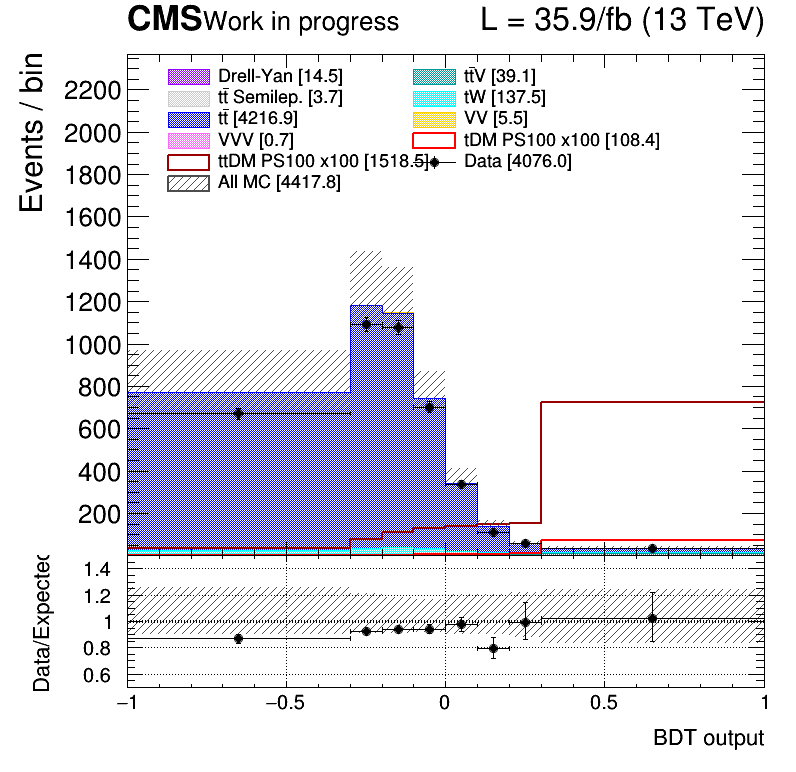 CMS Work in progress L = 35.9/fb (13 TeV)
Events / bin
2200
2000
1800
1600
1400
1200
1000
800
600
400
200
Drell-Yan [14.5]
tt̄V [39.1]
tt̄ Semilep. [3.7]
tW [137.5]
tt̄ [4216.9]
VV [5.5]
VVV [0.7]
tDM PS100 x100 [108.4]
ttDM PS100 x100 [1518.5]
Data [4076.0]
All MC [4417.8]
Data/Expected
1.4
1.2
1
0.8
0.6
−1 −0.5 0 0.5 1
BDT output